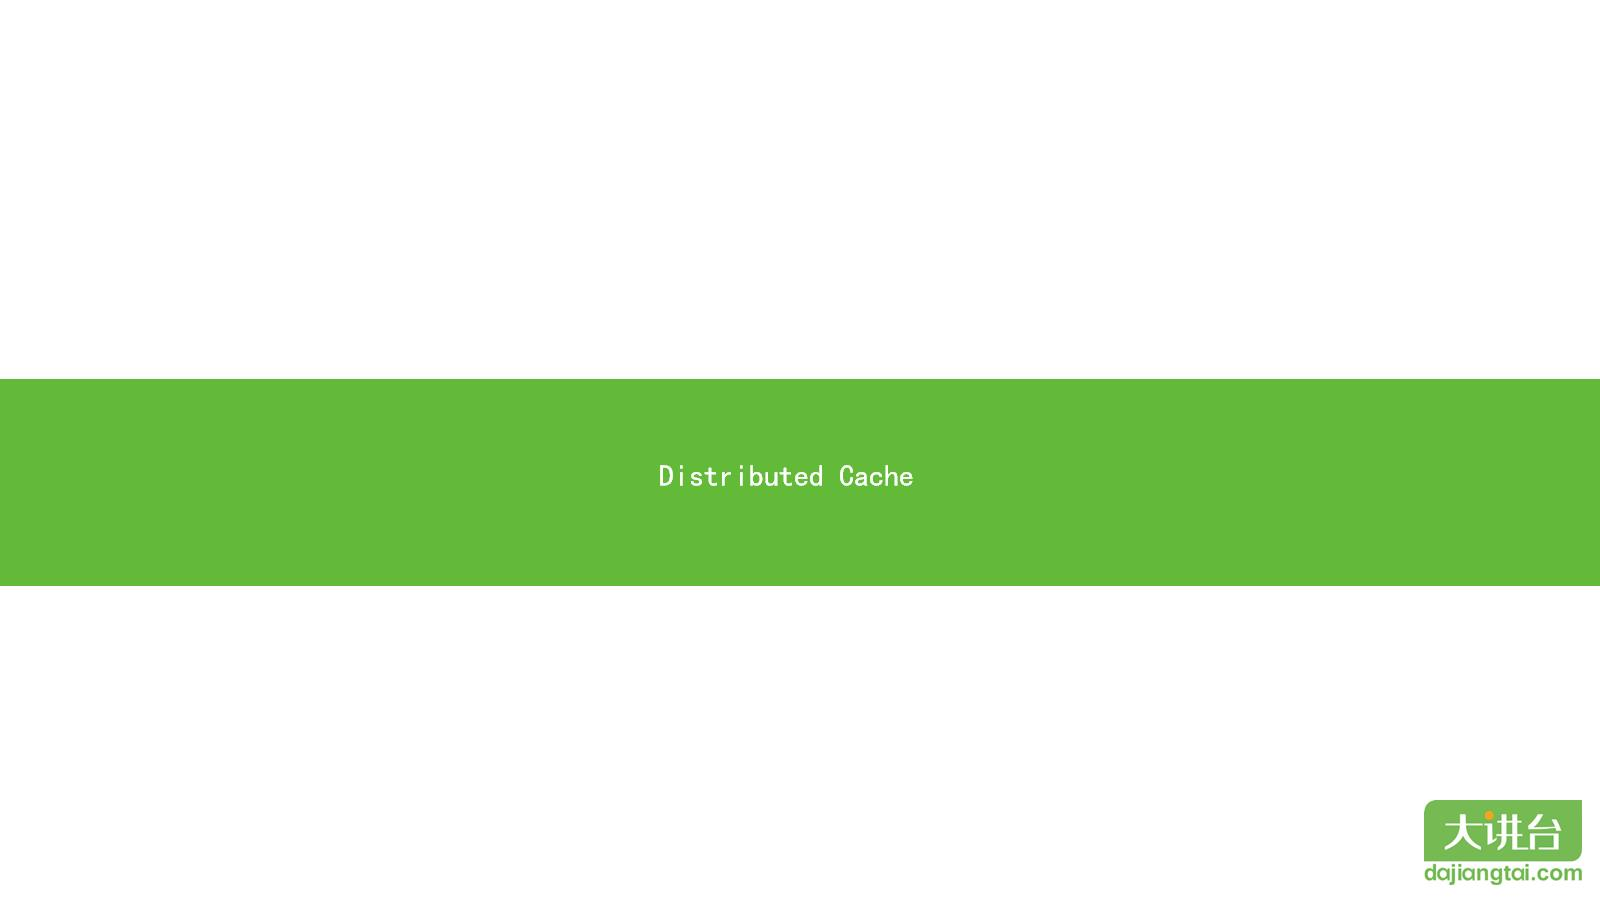 Distributed Cache
大讲台
dajiangtai.com